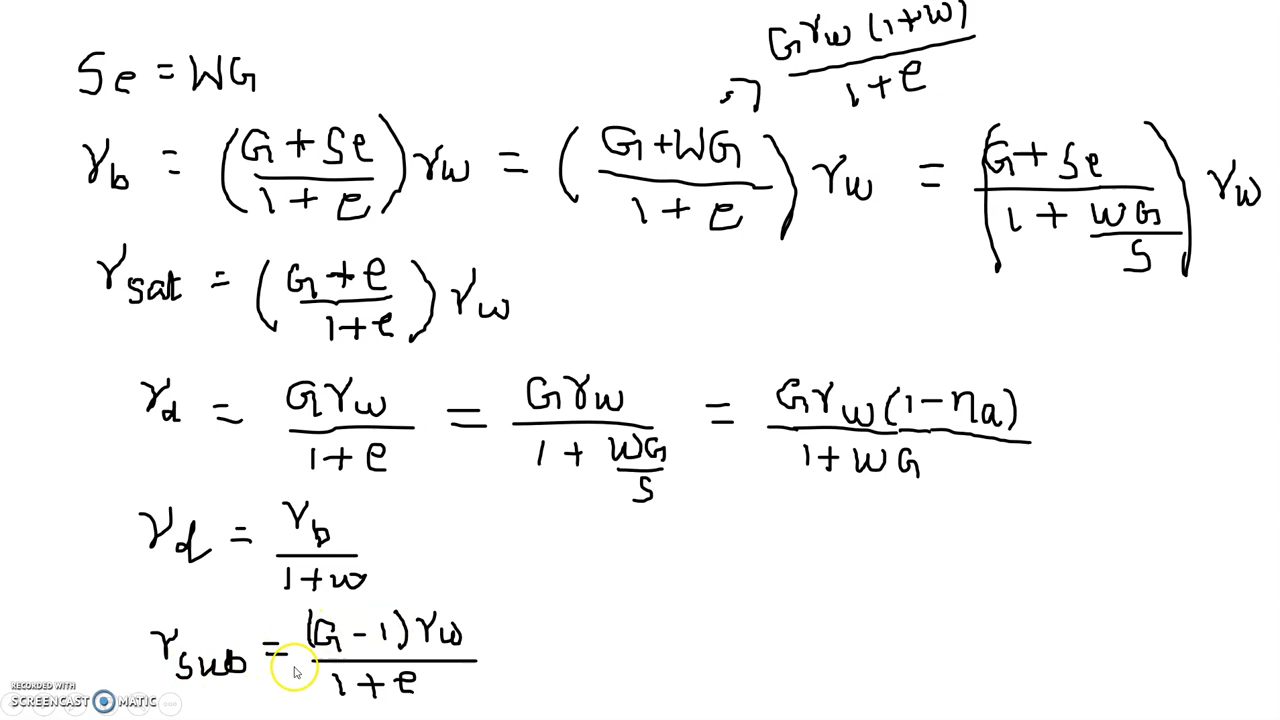 Gγw(1+w)/1+e
Se = WG
γb = (G+Se/1+e)γw = (G+WG/1+e)γw = (G+Se/1+WG/S)γw
γsat = (G+e/1+e)γw
γd = Gγw/1+e = Gγw/1+WG/S = Gγw(1-ηa)/1+WG
γd = γb/1+w
γsub = (G-1)γw/1+e
RECORDED WITH
SCREENCAST MATIC